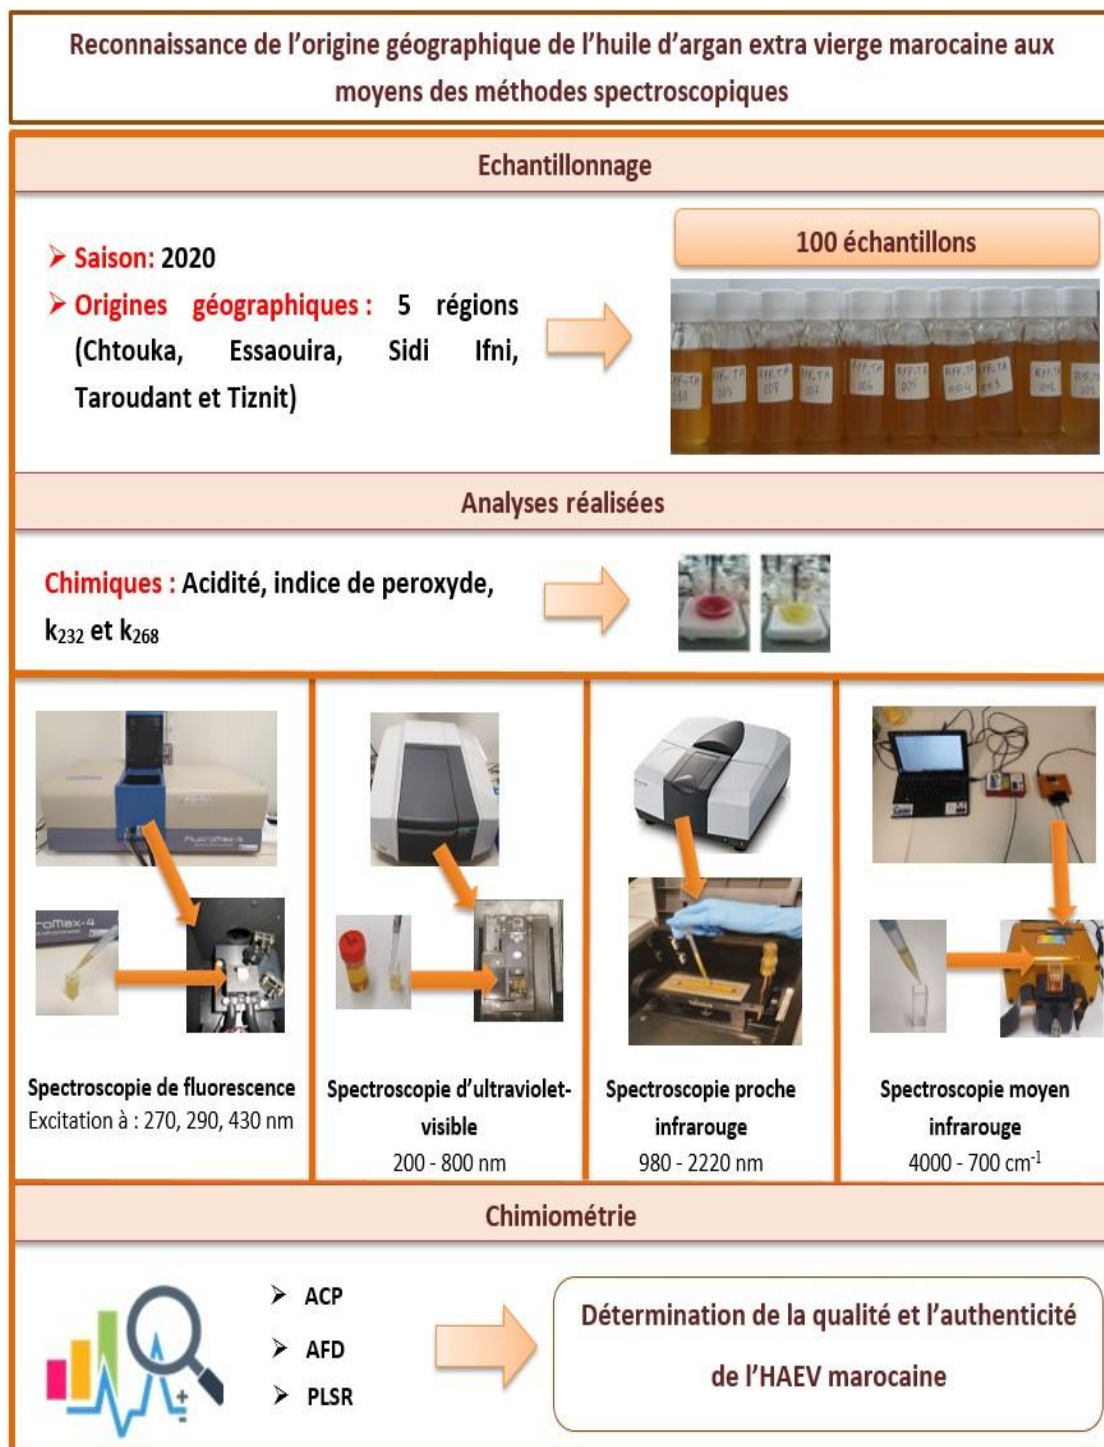 Reconnaissance de l'origine géographique de l'huile d'argan extra vierge marocaine aux
moyens des méthodes spectroscopiques
Echantillonnage
➢ Saison: 2020
➢ Origines géographiques : 5 régions
(Chtouka, Essaouira, Sidi Ifni,
Taroudant et Tiznit)
100 échantillons
Analyses réalisées
Chimiques : Acidité, indice de peroxyde,
k232 et k268
FluoroMax-4
roMax-4
Spectroscopie de fluorescence
Excitation à : 270, 290, 430 nm
Spectroscopie d'ultraviolet-
visible
200 - 800 nm
Spectroscopie proche
infrarouge
980 - 2220 nm
Spectroscopie moyen
infrarouge
4000 - 700 cm-1
Chimiométrie
➢ ACP
➢ AFD
➢ PLSR
Détermination de la qualité et l'authenticité
de l'HAEV marocaine